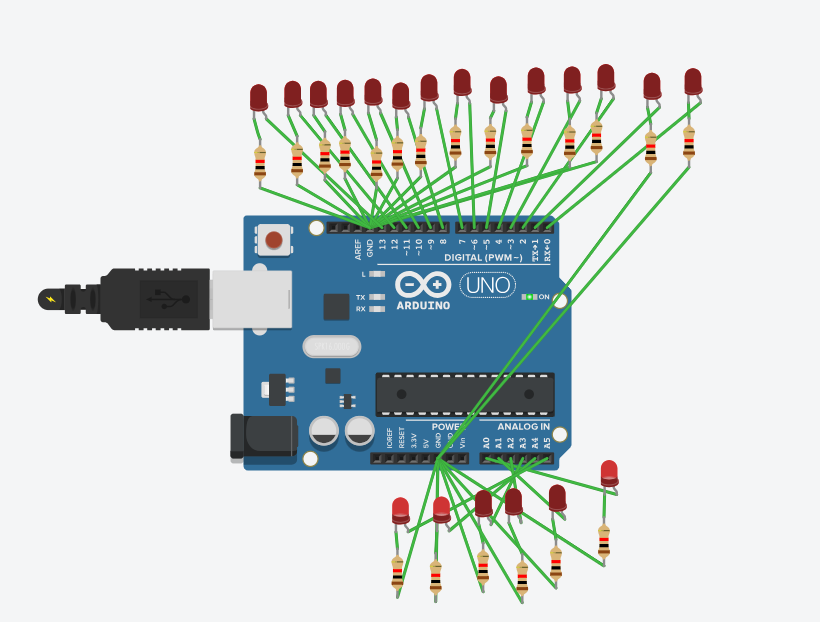 AREF
GND
13
12
~11
~10
~9
8
7
~6
~5
4
~3
2
TX→1
RX←0
DIGITAL (PWM~)
L
TX
RX
ARDUINO
UNO
ON
POWER
ANALOG IN
IOREF
RESET
3.3V
5V
GND
GND
Vin
A0
A1
A2
A3
A4
A5